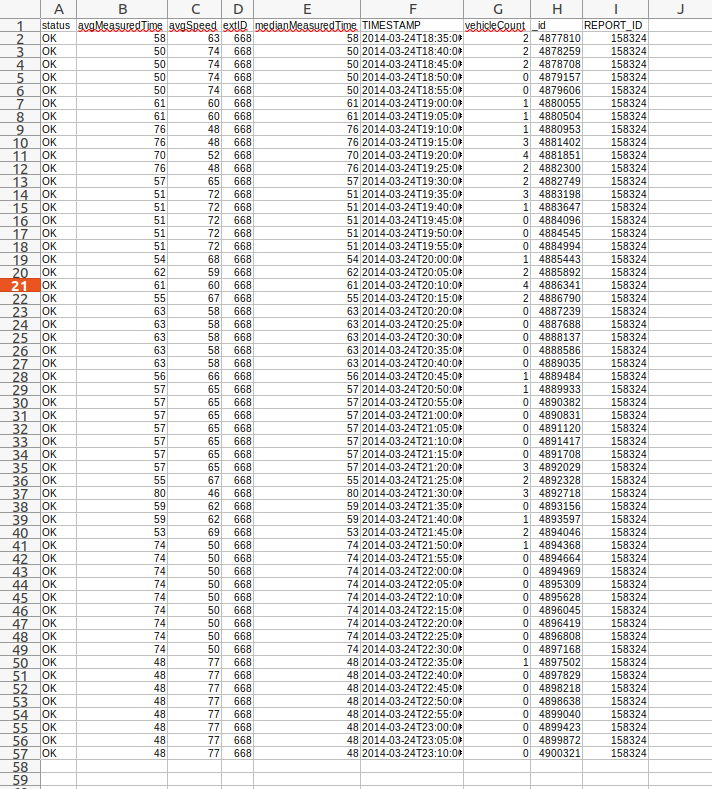 A B C D E F G H I J
1 status avgMeasuredTime avgSpeed extID medianMeasuredTime TIMESTAMP vehicleCount _id REPORT_ID
2 OK 58 63 668 58 2014-03-24T18:35:0 2 4877810 158324
3 OK 50 74 668 50 2014-03-24T18:40:0 2 4878259 158324
4 OK 50 74 668 50 2014-03-24T18:45:0 2 4878708 158324
5 OK 50 74 668 50 2014-03-24T18:50:0 0 4879157 158324
6 OK 50 74 668 50 2014-03-24T18:55:0 0 4879606 158324
7 OK 61 60 668 61 2014-03-24T19:00:0 1 4880055 158324
8 OK 61 60 668 61 2014-03-24T19:05:0 1 4880504 158324
9 OK 76 48 668 76 2014-03-24T19:10:0 1 4880953 158324
10 OK 76 48 668 76 2014-03-24T19:15:0 3 4881402 158324
11 OK 70 52 668 70 2014-03-24T19:20:0 4 4881851 158324
12 OK 76 48 668 76 2014-03-24T19:25:0 2 4882300 158324
13 OK 57 65 668 57 2014-03-24T19:30:0 2 4882749 158324
14 OK 51 72 668 51 2014-03-24T19:35:0 3 4883198 158324
15 OK 51 72 668 51 2014-03-24T19:40:0 1 4883647 158324
16 OK 51 72 668 51 2014-03-24T19:45:0 0 4884096 158324
17 OK 51 72 668 51 2014-03-24T19:50:0 0 4884545 158324
18 OK 51 72 668 51 2014-03-24T19:55:0 0 4884994 158324
19 OK 54 68 668 54 2014-03-24T20:00:0 1 4885443 158324
20 OK 62 59 668 62 2014-03-24T20:05:0 2 4885892 158324
21 OK 61 60 668 61 2014-03-24T20:10:0 4 4886341 158324
22 OK 55 67 668 55 2014-03-24T20:15:0 2 4886790 158324
23 OK 63 58 668 63 2014-03-24T20:20:0 0 4887239 158324
24 OK 63 58 668 63 2014-03-24T20:25:0 0 4887688 158324
25 OK 63 58 668 63 2014-03-24T20:30:0 0 4888137 158324
26 OK 63 58 668 63 2014-03-24T20:35:0 0 4888586 158324
27 OK 63 58 668 63 2014-03-24T20:40:0 0 4889035 158324
28 OK 56 66 668 56 2014-03-24T20:45:0 1 4889484 158324
29 OK 57 65 668 57 2014-03-24T20:50:0 1 4889933 158324
30 OK 57 65 668 57 2014-03-24T20:55:0 0 4890382 158324
31 OK 57 65 668 57 2014-03-24T21:00:0 0 4890831 158324
32 OK 57 65 668 57 2014-03-24T21:05:0 0 4891120 158324
33 OK 57 65 668 57 2014-03-24T21:10:0 0 4891417 158324
34 OK 57 65 668 57 2014-03-24T21:15:0 0 4891708 158324
35 OK 57 65 668 57 2014-03-24T21:20:0 3 4892029 158324
36 OK 55 67 668 55 2014-03-24T21:25:0 2 4892328 158324
37 OK 80 46 668 80 2014-03-24T21:30:0 3 4892718 158324
38 OK 59 62 668 59 2014-03-24T21:35:0 0 4893156 158324
39 OK 59 62 668 59 2014-03-24T21:40:0 1 4893597 158324
40 OK 53 69 668 53 2014-03-24T21:45:0 2 4894046 158324
41 OK 74 50 668 74 2014-03-24T21:50:0 1 4894368 158324
42 OK 74 50 668 74 2014-03-24T21:55:0 0 4894664 158324
43 OK 74 50 668 74 2014-03-24T22:00:0 0 4894969 158324
44 OK 74 50 668 74 2014-03-24T22:05:0 0 4895309 158324
45 OK 74 50 668 74 2014-03-24T22:10:0 0 4895628 158324
46 OK 74 50 668 74 2014-03-24T22:15:0 0 4896045 158324
47 OK 74 50 668 74 2014-03-24T22:20:0 0 4896419 158324
48 OK 74 50 668 74 2014-03-24T22:25:0 0 4896808 158324
49 OK 74 50 668 74 2014-03-24T22:30:0 0 4897168 158324
50 OK 48 77 668 48 2014-03-24T22:35:0 1 4897502 158324
51 OK 48 77 668 48 2014-03-24T22:40:0 0 4897829 158324
52 OK 48 77 668 48 2014-03-24T22:45:0 0 4898218 158324
53 OK 48 77 668 48 2014-03-24T22:50:0 0 4898638 158324
54 OK 48 77 668 48 2014-03-24T22:55:0 0 4899040 158324
55 OK 48 77 668 48 2014-03-24T23:00:0 0 4899423 158324
56 OK 48 77 668 48 2014-03-24T23:05:0 0 4899872 158324
57 OK 48 77 668 48 2014-03-24T23:10:0 0 4900321 158324
58
59